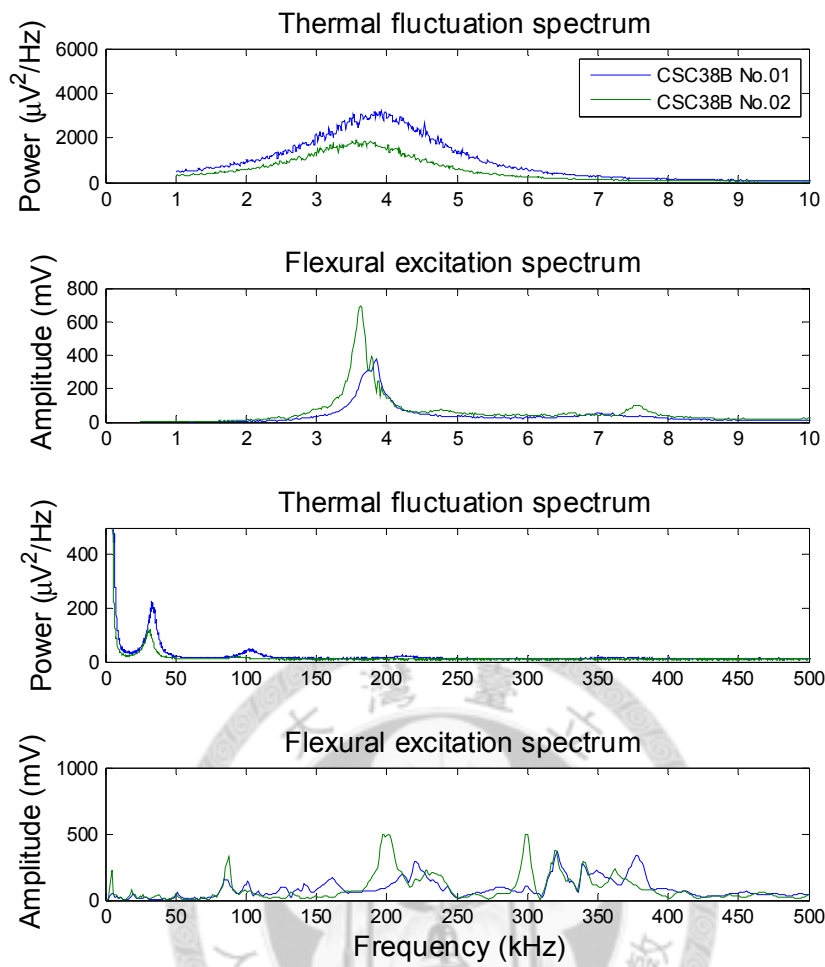 Thermal fluctuation spectrum
6000
4000
2000
0
Power (μV²/Hz)
CSC38B No.01
CSC38B No.02
0 1 2 3 4 5 6 7 8 9 10
Flexural excitation spectrum
800
600
400
200
0
Amplitude (mV)
0 1 2 3 4 5 6 7 8 9 10
Thermal fluctuation spectrum
400
200
0
Power (μV²/Hz)
0 50 100 150 200 250 300 350 400 450 500
Flexural excitation spectrum
1000
500
0
Amplitude (mV)
0 50 100 150 200 250 300 350 400 450 500
Frequency (kHz)
大 灣 臺